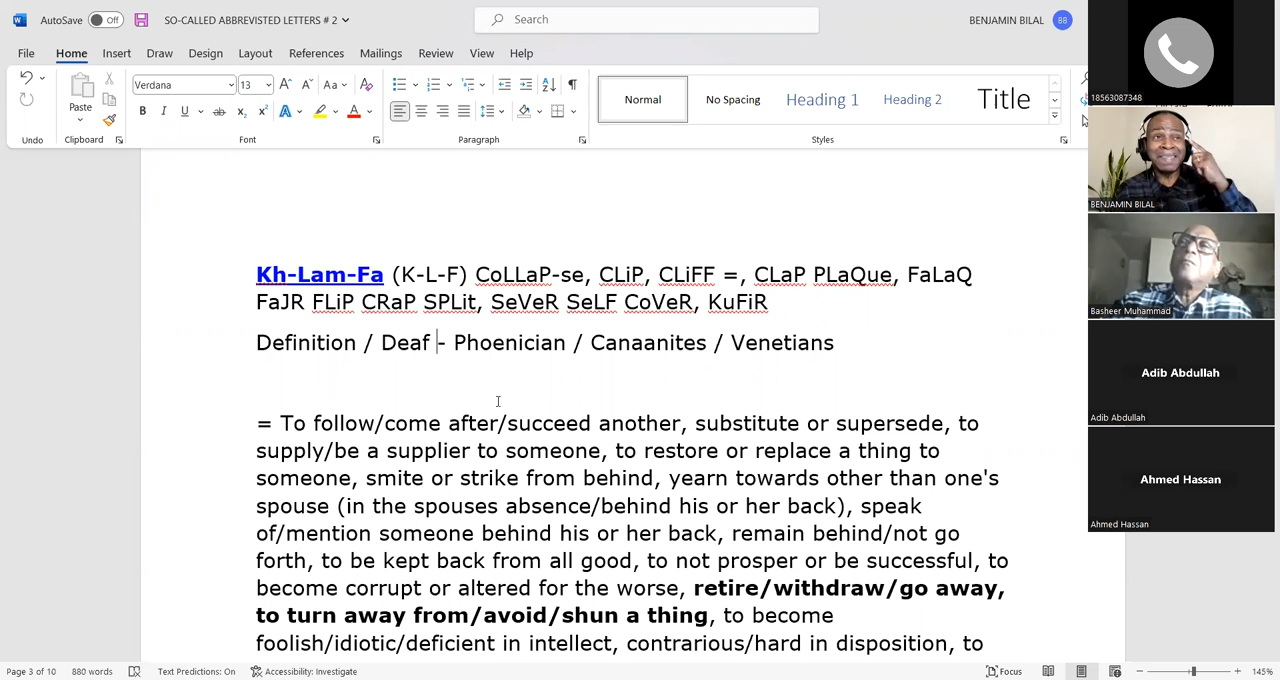 AutoSave Off SO-CALLED ABBREVISTED LETTERS # 2 Search BENJAMIN BILAL BB
File Home Insert Draw Design Layout References Mailings Review View Help
Verdana 13 Aa
Paste
B I U ab x₂ x² A A
Normal No Spacing Heading 1 Heading 2 Title
Undo Clipboard Font Paragraph Styles
Kh-Lam-Fa (K-L-F) CoLLaP-se, CLiP, CLiFF =, CLaP PLaQue, FaLaQ
FaJR FLiP CRaP SPLit, SeVeR SeLF CoVeR, KuFiR
Definition / Deaf - Phoenician / Canaanites / Venetians
= To follow/come after/succeed another, substitute or supersede, to
supply/be a supplier to someone, to restore or replace a thing to
someone, smite or strike from behind, yearn towards other than one's
spouse (in the spouses absence/behind his or her back), speak
of/mention someone behind his or her back, remain behind/not go
forth, to be kept back from all good, to not prosper or be successful, to
become corrupt or altered for the worse, retire/withdraw/go away,
to turn away from/avoid/shun a thing, to become
foolish/idiotic/deficient in intellect, contrarious/hard in disposition, to
18563087348
BENJAMIN BILAL
Basheer Muhammad
Adib Abdullah
Adib Abdullah
Ahmed Hassan
Ahmed Hassan
Page 3 of 10 880 words Text Predictions: On Accessibility: Investigate Focus 145%